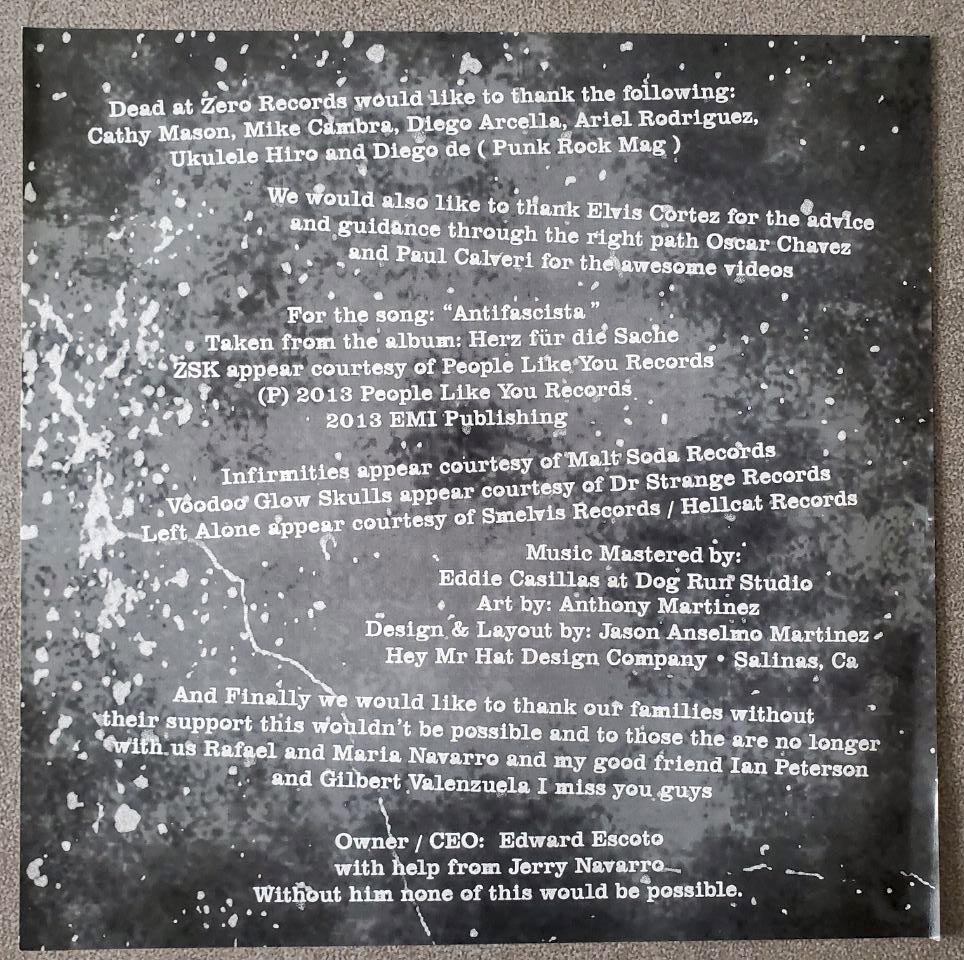 Dead at Zero Records would like to thank the following:
Cathy Mason, Mike Cambra, Diego Arcella, Ariel Rodriguez,
Ukulele Hiro and Diego de ( Punk Rock Mag )
We would also like to thank Elvis Cortez for the advice
and guidance through the right path Oscar Chavez
and Paul Calveri for the awesome videos
For the song: “Antifascista”
Taken from the album: Herz für die Sache
ZSK appear courtesy of People Like You Records
(P) 2013 People Like You Records
2013 EMI Publishing
Infirmities appear courtesy of Malt Soda Records
Voodoo Glow Skulls appear courtesy of Dr Strange Records
Left Alone appear courtesy of Smelvis Records / Hellcat Records
Music Mastered by:
Eddie Casillas at Dog Run Studio
Art by: Anthony Martinez
Design & Layout by: Jason Anselmo Martinez
Hey Mr Hat Design Company • Salinas, Ca
And Finally we would like to thank our families without
their support this wouldn't be possible and to those the are no longer
with us Rafael and Maria Navarro and my good friend Ian Peterson
and Gilbert Valenzuela I miss you guys
Owner / CEO: Edward Escoto
with help from Jerry Navarro
Without him none of this would be possible.